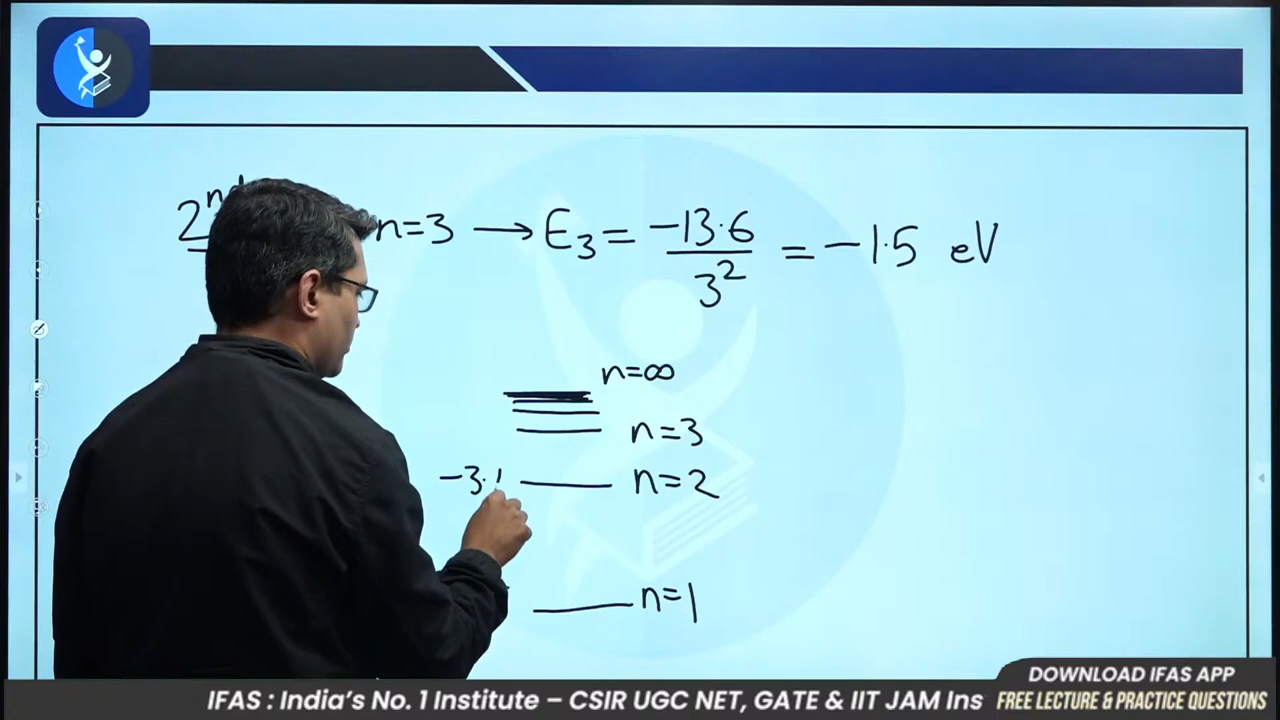 2ⁿᵈ n=3 → E₃ = -13.6 / 3² = -1.5 eV
n=∞
n=3
-3. n=2
n=1
DOWNLOAD IFAS APP
IFAS : India's No. 1 Institute – CSIR UGC NET, GATE & IIT JAM Ins FREE LECTURE & PRACTICE QUESTIONS